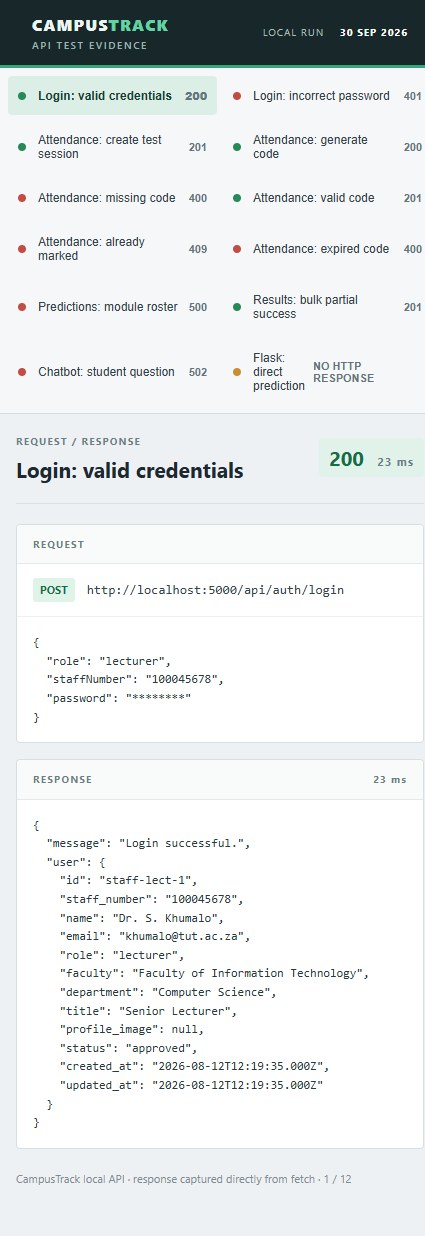 CAMPUSTRACK
API TEST EVIDENCE
LOCAL RUN 30 SEP 2026
Login: valid credentials 200
Login: incorrect password 401
Attendance: create test
session 201
Attendance: generate
code 200
Attendance: missing code 400
Attendance: valid code 201
Attendance: already
marked 409
Attendance: expired code 400
Predictions: module roster 500
Results: bulk partial
success 201
Chatbot: student question 502
Flask:
direct
prediction
NO HTTP
RESPONSE
REQUEST / RESPONSE
Login: valid credentials
200 23 ms
REQUEST
POST http://localhost:5000/api/auth/login
{
"role": "lecturer",
"staffNumber": "100045678",
"password": "********"
}
RESPONSE 23 ms
{
"message": "Login successful.",
"user": {
"id": "staff-lect-1",
"staff_number": "100045678",
"name": "Dr. S. Khumalo",
"email": "khumalo@tut.ac.za",
"role": "lecturer",
"faculty": "Faculty of Information Technology",
"department": "Computer Science",
"title": "Senior Lecturer",
"profile_image": null,
"status": "approved",
"created_at": "2026-08-12T12:19:35.000Z",
"updated_at": "2026-08-12T12:19:35.000Z"
}
}
CampusTrack local API · response captured directly from fetch · 1 / 12